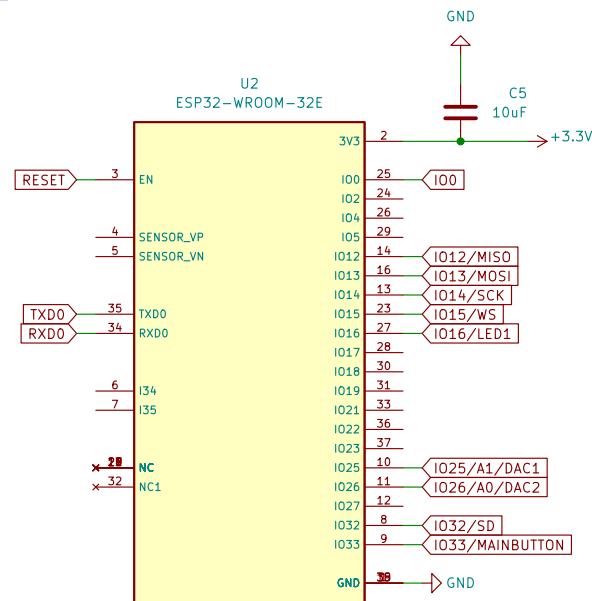 GND
U2
ESP32-WROOM-32E
C5
10uF
3V3 2 +3.3V
RESET 3 EN
IO0 25 IO0
IO2 24
IO4 26
4 SENSOR_VP
IO5 29
5 SENSOR_VN
IO12 14 IO12/MISO
IO13 16 IO13/MOSI
IO14 13 IO14/SCK
TXD0 35 TXD0
IO15 23 IO15/WS
RXD0 34 RXD0
IO16 27 IO16/LED1
IO17 28
IO18 30
6 I34
IO19 31
7 I35
IO21 33
IO22 36
IO23 37
NC
IO25 10 IO25/A1/DAC1
32 NC1
IO26 11 IO26/A0/DAC2
IO27 12
IO32 8 IO32/SD
IO33 9 IO33/MAINBUTTON
GND GND